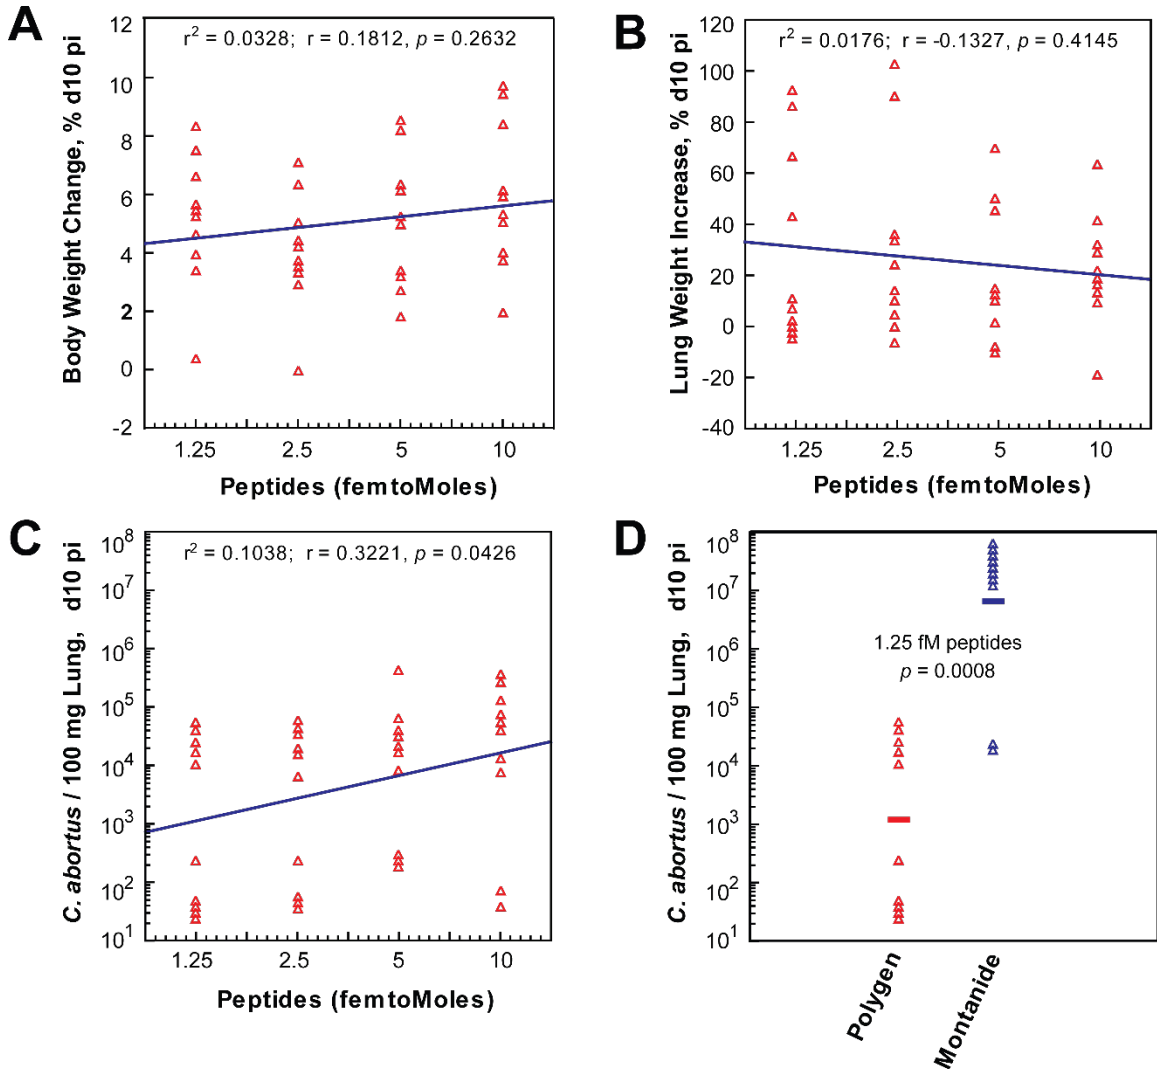 A
r² = 0.0328; r = 0.1812, p = 0.2632
Body Weight Change, % d10 pi
12
10
8
6
4
2
0
-2
1.25 2.5 5 10
Peptides (femtoMoles)
B
r² = 0.0176; r = -0.1327, p = 0.4145
Lung Weight Increase, % d10 pi
120
100
80
60
40
20
0
-20
-40
1.25 2.5 5 10
Peptides (femtoMoles)
C
r² = 0.1038; r = 0.3221, p = 0.0426
C. abortus / 100 mg Lung, d10 pi
10⁸
10⁷
10⁶
10⁵
10⁴
10³
10²
10¹
1.25 2.5 5 10
Peptides (femtoMoles)
D
C. abortus / 100 mg Lung, d10 pi
10⁸
10⁷
10⁶
10⁵
10⁴
10³
10²
10¹
1.25 fM peptides
p = 0.0008
Polygen
Montanide